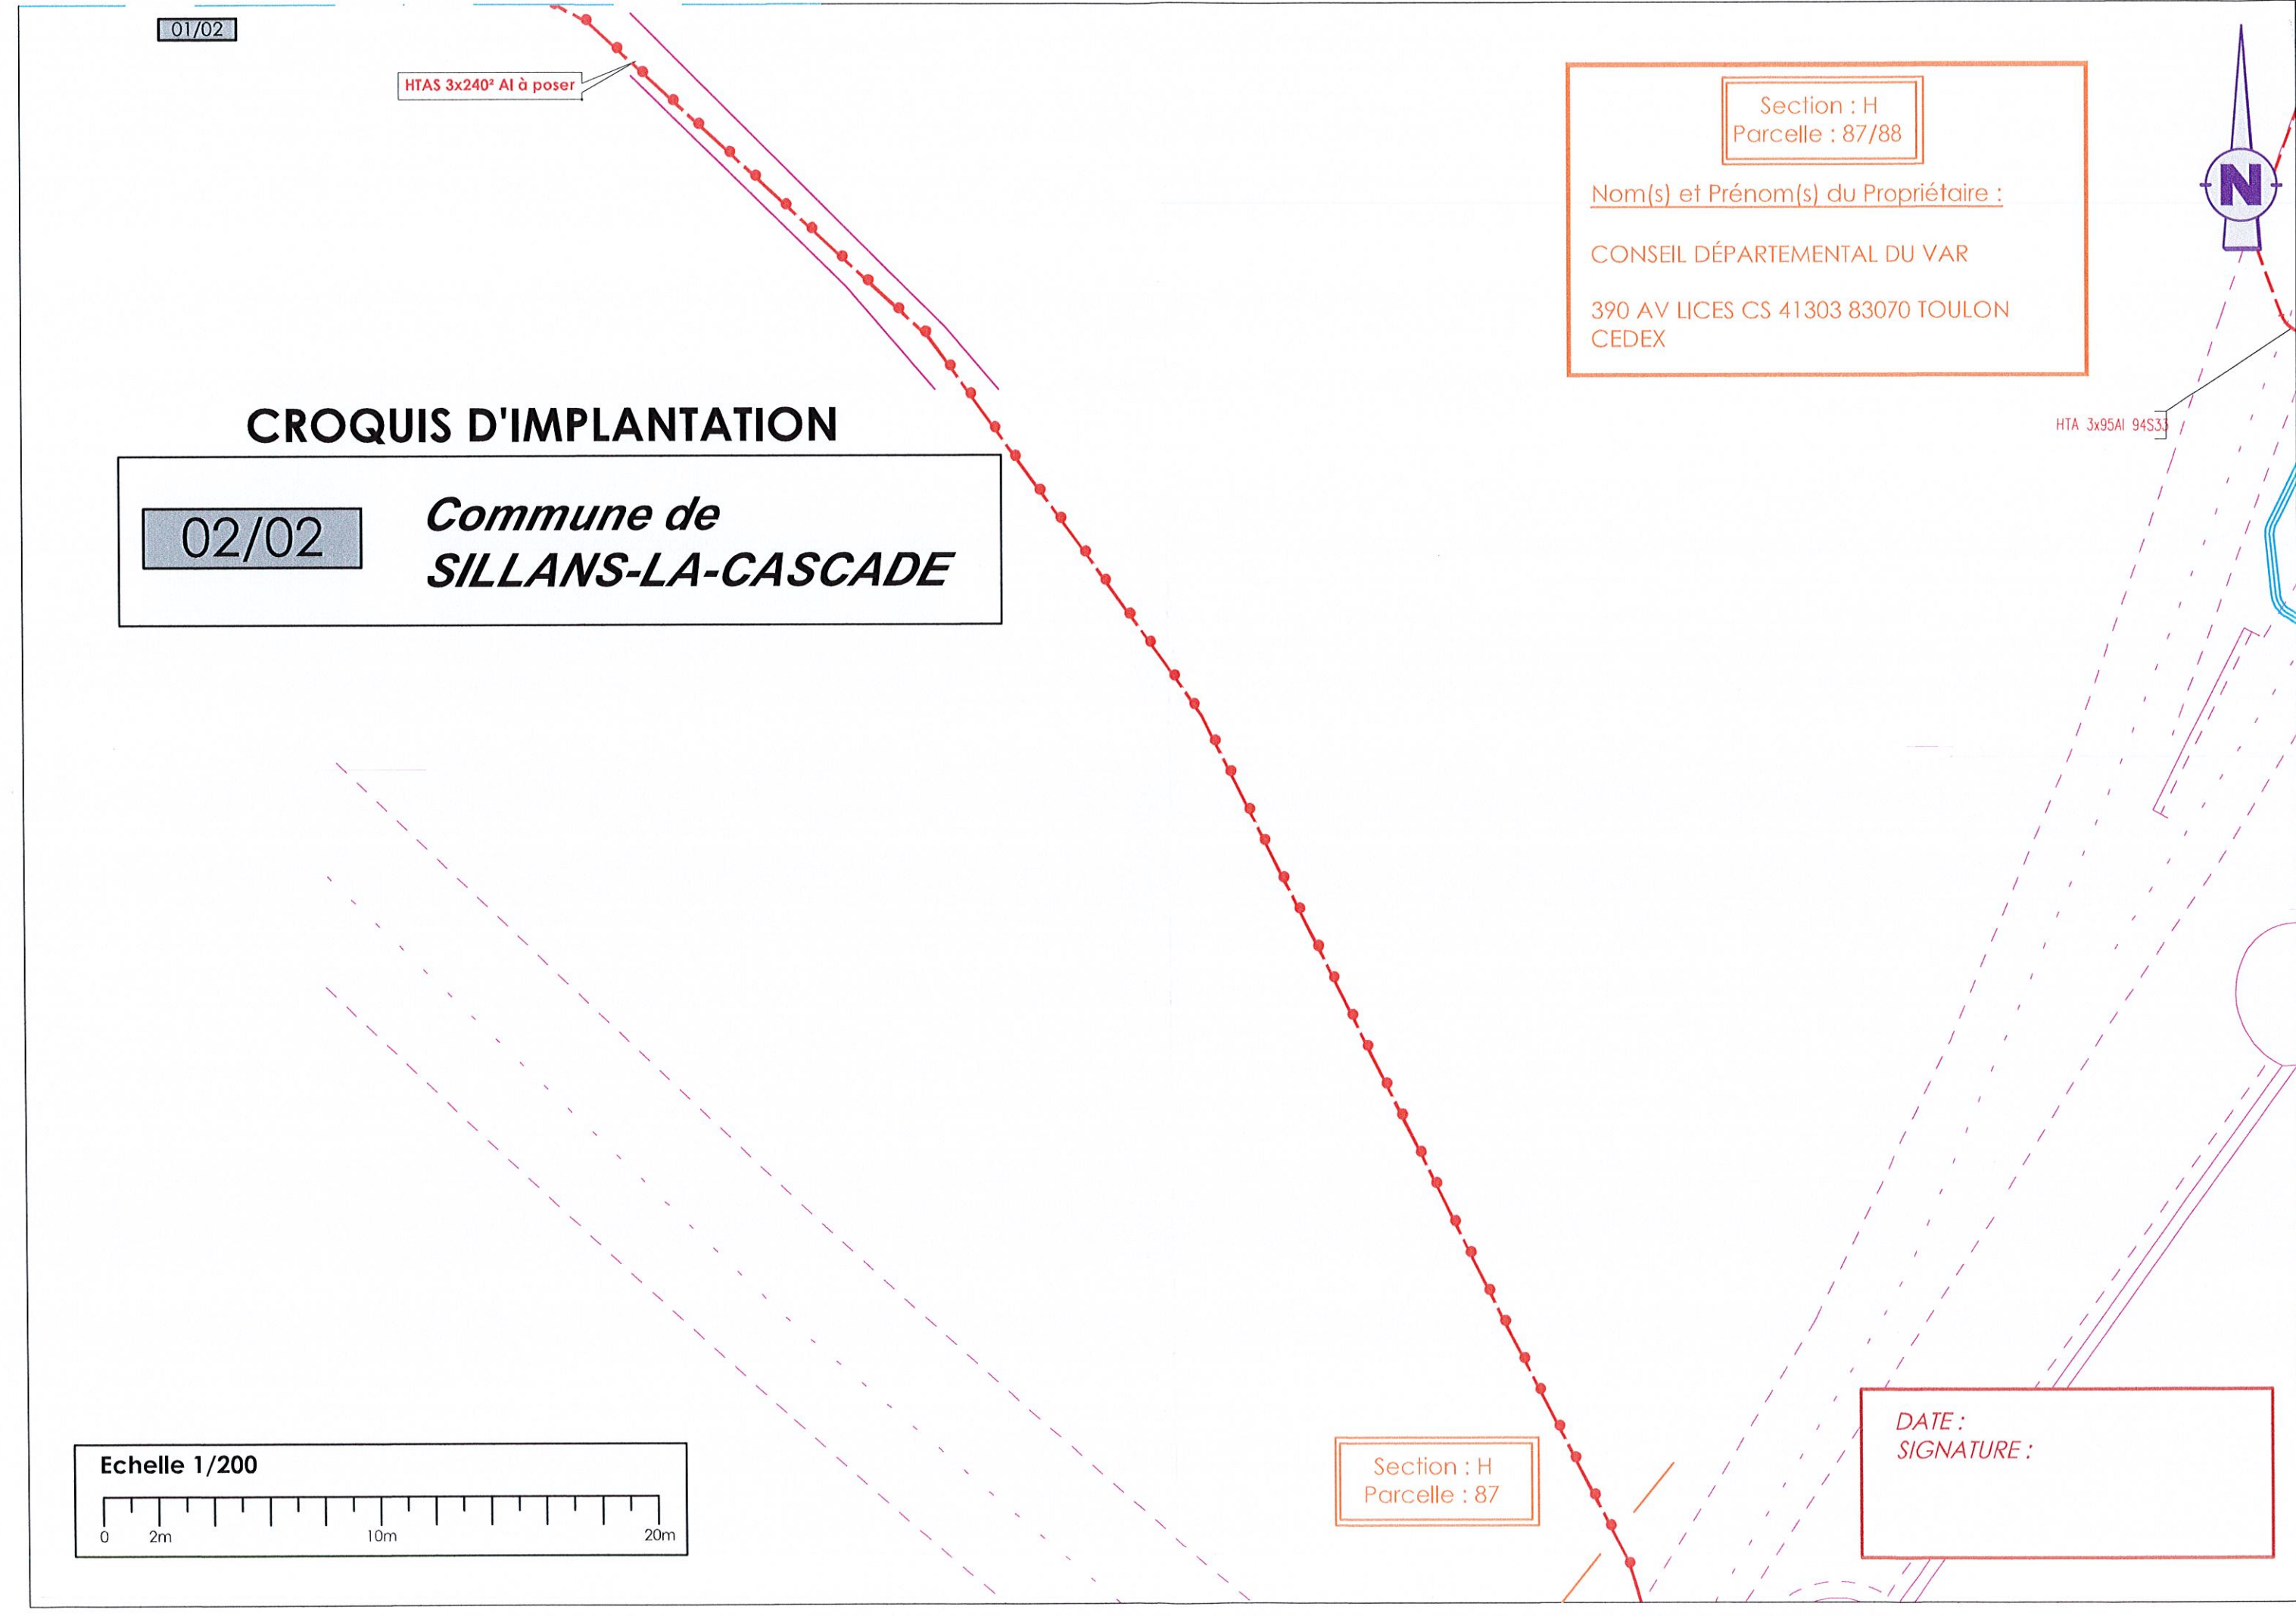 01/02
HTAS 3x240² Al à poser
Section : H
Parcelle : 87/88
Nom(s) et Prénom(s) du Propriétaire :
CONSEIL DÉPARTEMENTAL DU VAR
390 AV LICES CS 41303 83070 TOULON
CEDEX
N
HTA 3x95Al 94S33
CROQUIS D'IMPLANTATION
02/02
Commune de
SILLANS-LA-CASCADE
Echelle 1/200
0 2m 10m 20m
Section : H
Parcelle : 87
DATE :
SIGNATURE :